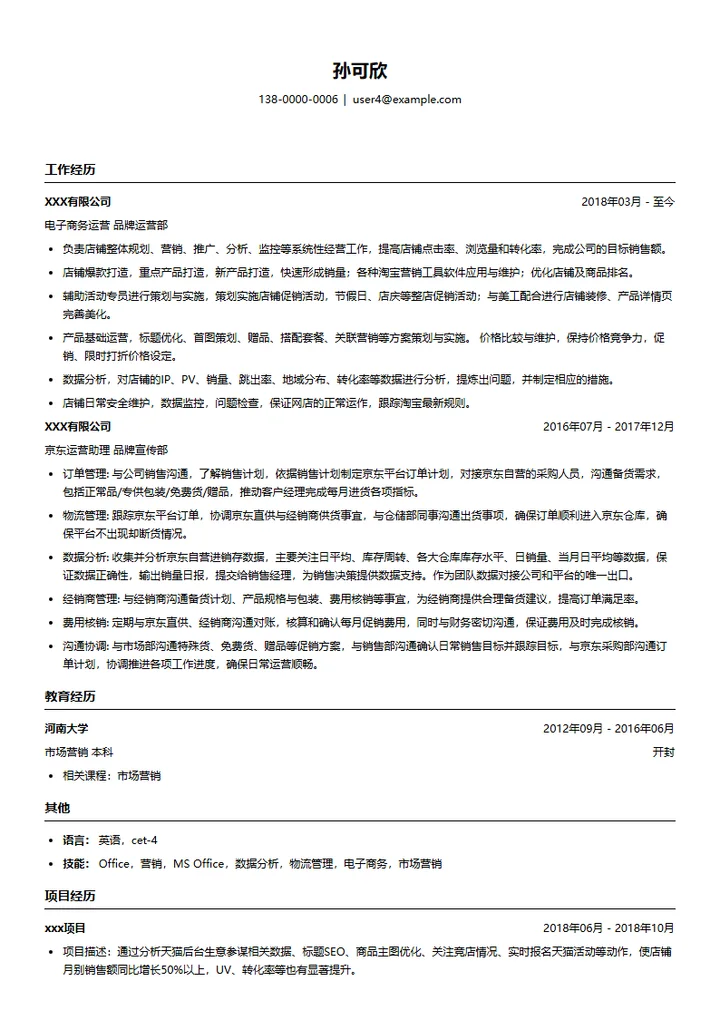 孙可欣
138-0000-0006 | user4@example.com
工作经历
XXX有限公司 2018年03月 - 至今
电子商务运营 品牌运营部
• 负责店铺整体规划、营销、推广、分析、监控等系统性经营工作，提高店铺点击率、浏览量和转化率，完成公司的目标销售额。
• 店铺爆款打造，重点产品打造，新产品打造，快速形成销量；各种淘宝营销工具软件应用与维护；优化店铺及商品排名。
• 辅助活动专员进行策划与实施，策划实施店铺促销活动，节假日、店庆等整店促销活动；与美工配合进行店铺装修、产品详情页
完善美化。
• 产品基础运营，标题优化、首图策划、赠品、搭配套餐、关联营销等方案策划与实施。 价格比较与维护，保持价格竞争力，促
销、限时打折价格设定。
• 数据分析，对店铺的IP、PV、销量、跳出率、地域分布、转化率等数据进行分析，提炼出问题，并制定相应的措施。
• 店铺日常安全维护，数据监控，问题检查，保证网店的正常运作，跟踪淘宝最新规则。
XXX有限公司 2016年07月 - 2017年12月
京东运营助理 品牌宣传部
• 订单管理: 与公司销售沟通，了解销售计划，依据销售计划制定京东平台订单计划，对接京东自营的采购人员，沟通备货需求，
包括正常品/专供包装/免费货/赠品，推动客户经理完成每月进货各项指标。
• 物流管理: 跟踪京东平台订单，协调京东直供与经销商供货事宜，与仓储部同事沟通出货事项，确保订单顺利进入京东仓库，确
保平台不出现却断货情况。
• 数据分析: 收集并分析京东自营进销存数据，主要关注日平均、库存周转、各大仓库库存水平、日销量、当月日平均等数据，保
证数据正确性，输出销量日报，提交给销售经理，为销售决策提供数据支持。作为团队数据对接公司和平台的唯一出口。
• 经销商管理: 与经销商沟通备货计划、产品规格与包装、费用核销等事宜，为经销商提供合理备货建议，提高订单满足率。
• 费用核销: 定期与京东直供、经销商沟通对账，核算和确认每月促销费用，同时与财务密切沟通，保证费用及时完成核销。
• 沟通协调: 与市场部沟通特殊货、免费货、赠品等促销方案，与销售部沟通确认日常销售目标并跟踪目标，与京东采购部沟通订
单计划，协调推进各项工作进度，确保日常运营顺畅。
教育经历
河南大学 2012年09月 - 2016年06月
市场营销 本科 开封
• 相关课程：市场营销
其他
• 语言： 英语，cet-4
• 技能： Office，营销，MS Office，数据分析，物流管理，电子商务，市场营销
项目经历
xxx项目 2018年06月 - 2018年10月
• 项目描述：通过分析天猫后台生意参谋相关数据、标题SEO、商品主图优化、关注竞店情况、实时报名天猫活动等动作，使店铺
月别销售额同比增长50%以上，UV、转化率等也有显著提升。